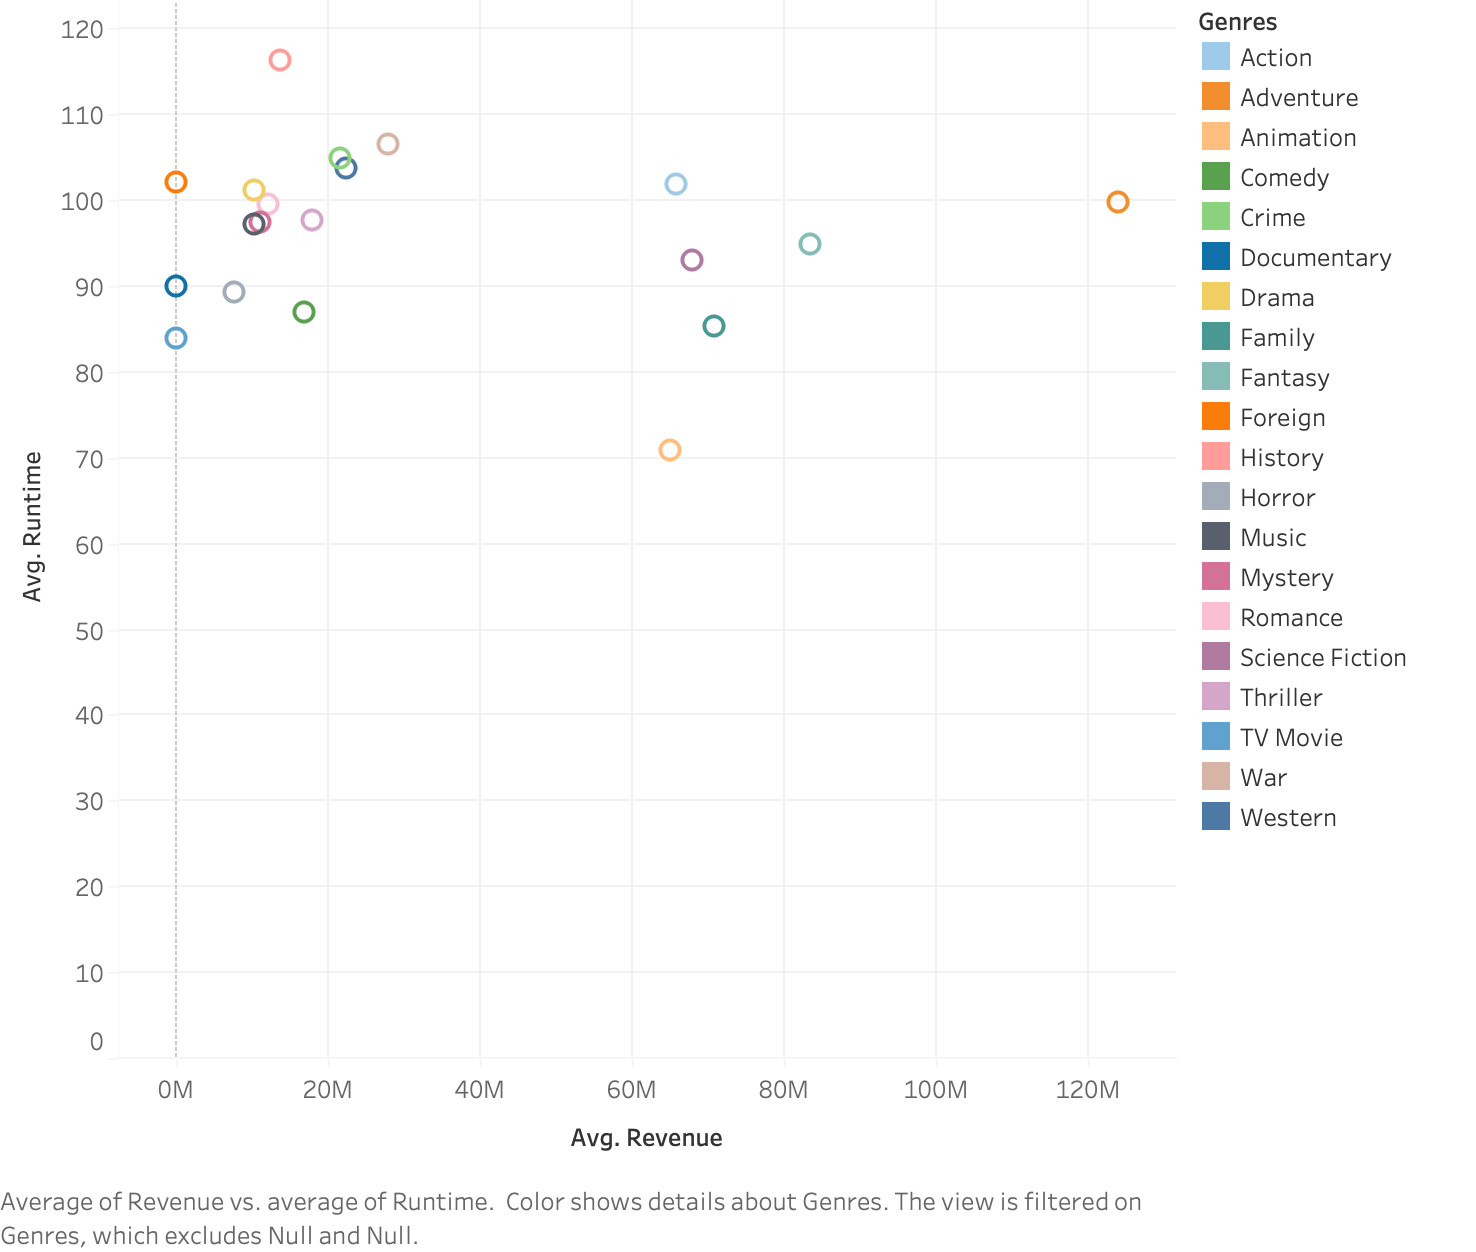 120
110
100
90
80
70
60
50
40
30
20
10
0
Avg. Runtime
0M 20M 40M 60M 80M 100M 120M
Avg. Revenue
Genres
Action
Adventure
Animation
Comedy
Crime
Documentary
Drama
Family
Fantasy
Foreign
History
Horror
Music
Mystery
Romance
Science Fiction
Thriller
TV Movie
War
Western
Average of Revenue vs. average of Runtime.  Color shows details about Genres. The view is filtered on
Genres, which excludes Null and Null.